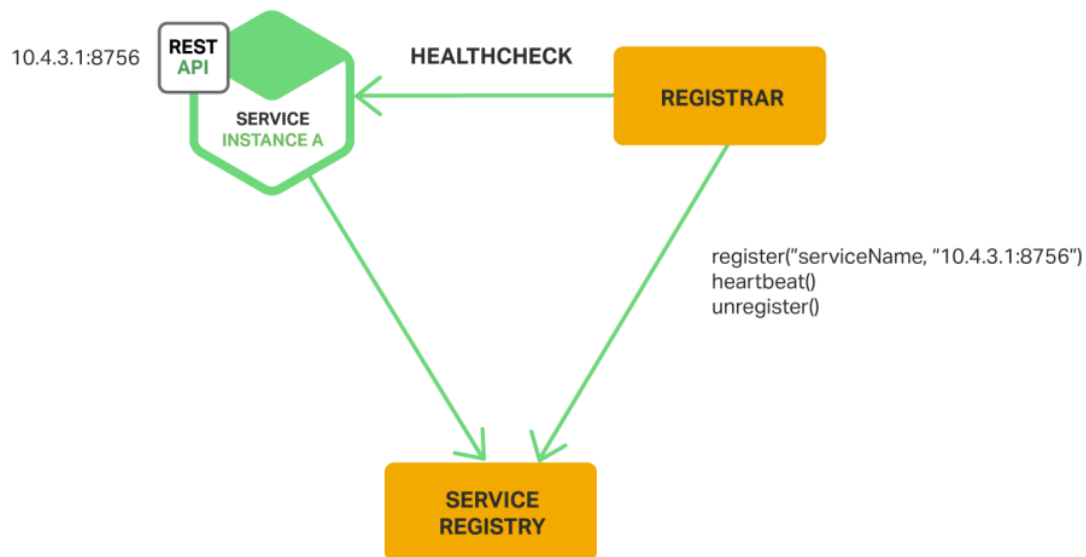 10.4.3.1:8756
REST
API
SERVICE
INSTANCE A
HEALTHCHECK
REGISTRAR
register("serviceName, "10.4.3.1:8756")
heartbeat()
unregister()
SERVICE
REGISTRY